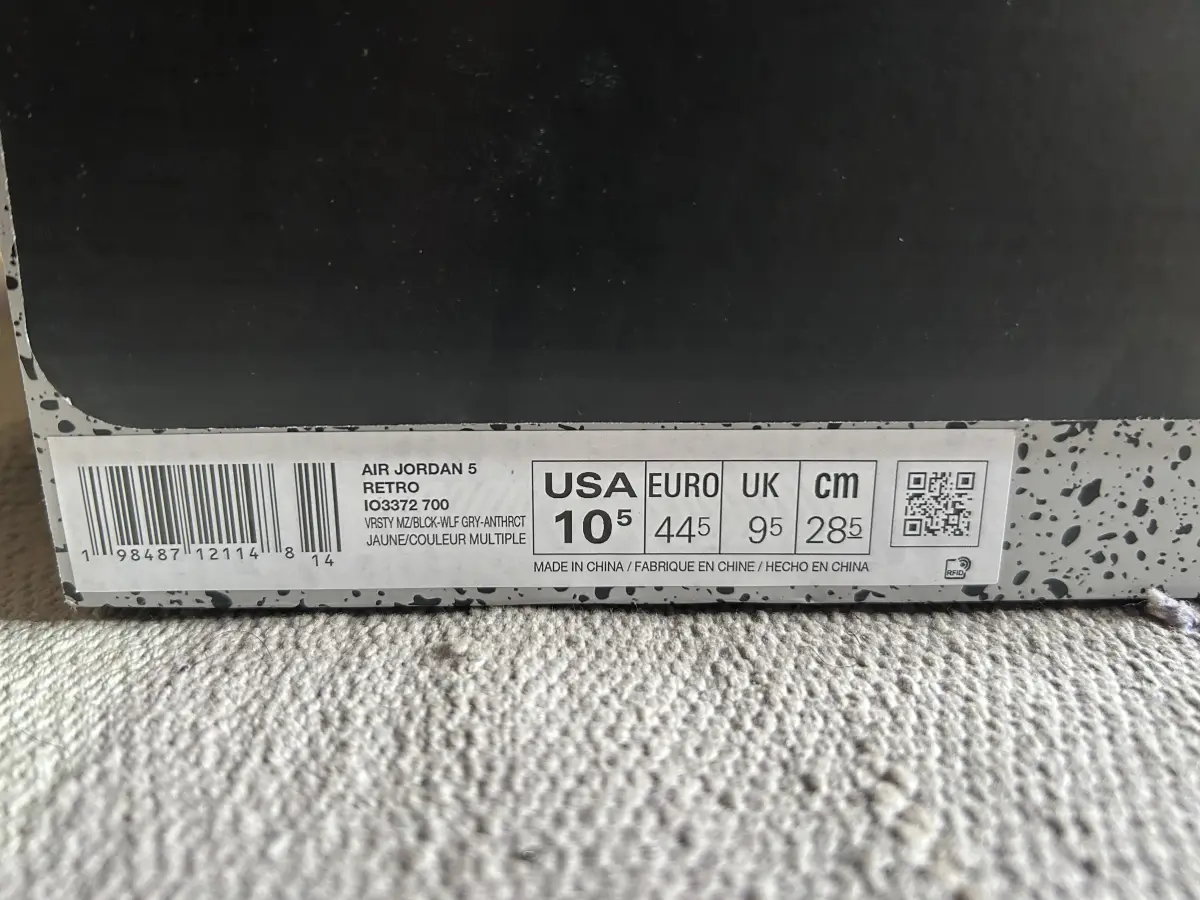 AIR JORDAN 5
RETRO
IO3372 700
VRSTY MZ/BLCK-WLF GRY-ANTHRCT
JAUNE/COULEUR MULTIPLE
1 98487 12114 8 14
USA EURO UK cm
10⁵ 44⁵ 9⁵ 28⁵
MADE IN CHINA / FABRIQUE EN CHINE / HECHO EN CHINA
RFID